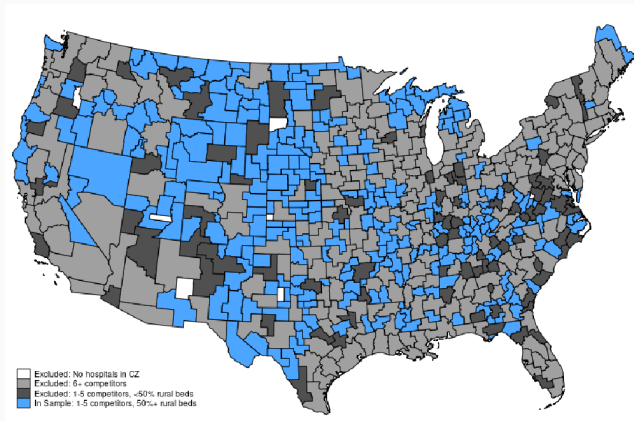 Excluded: No hospitals in CZ
Excluded: 6+ competitors
Excluded: 1-5 competitors, <50% rural beds
In Sample: 1-5 competitors, 50%+ rural beds